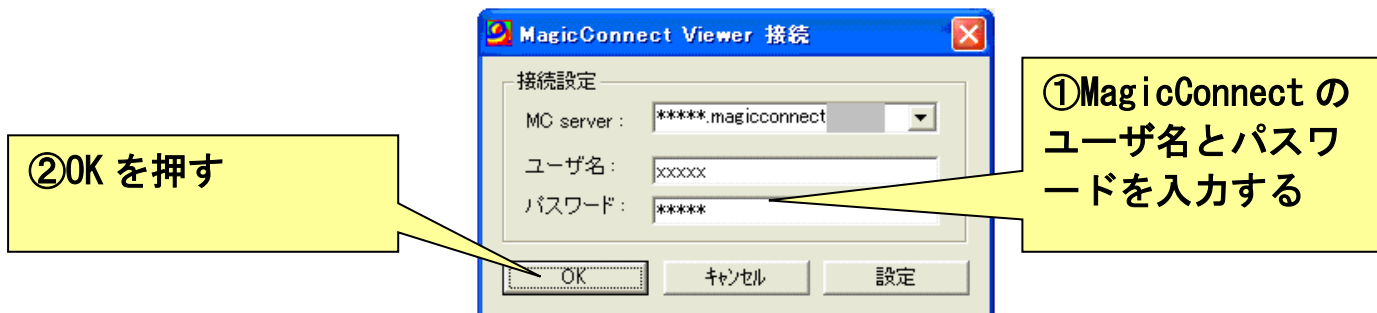 MagicConnect Viewer 接続
接続設定
MC server :
*****.magicconnect
ユーザ名 :
xxxxx
パスワード :
*****
OK
キャンセル
設定
①MagicConnect の
ユーザ名とパスワ
ードを入力する
②OK を押す